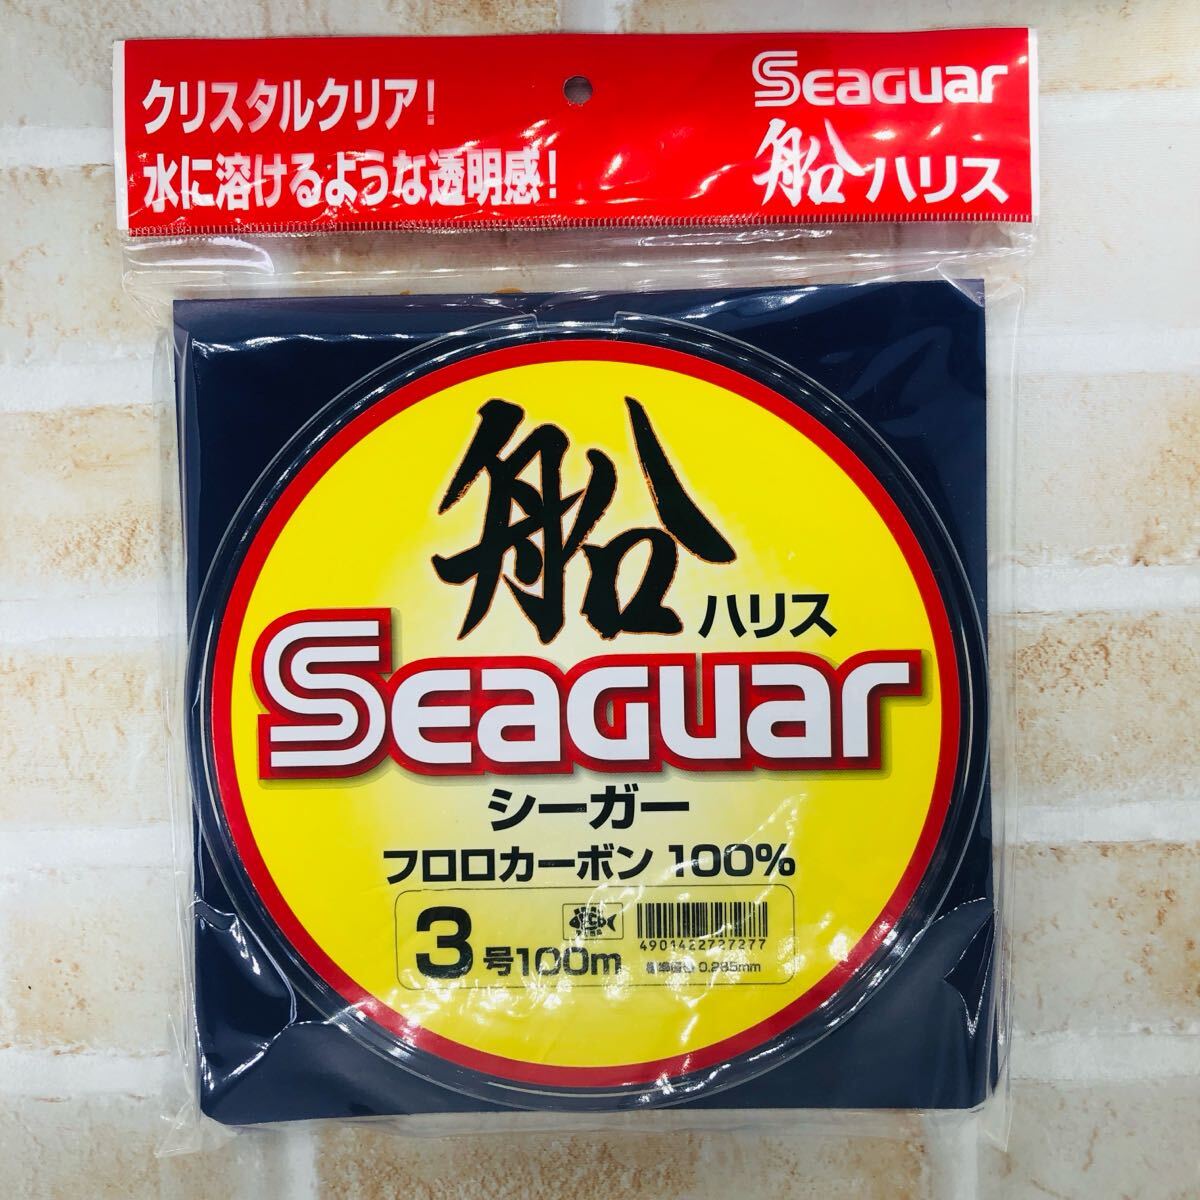 クリスタルクリア!
水に溶けるような透明感!
Seaguar
船ハリス
船
ハリス
Seaguar
シーガー
フロロカーボン 100%
3号100m
4901422727277
0.285mm